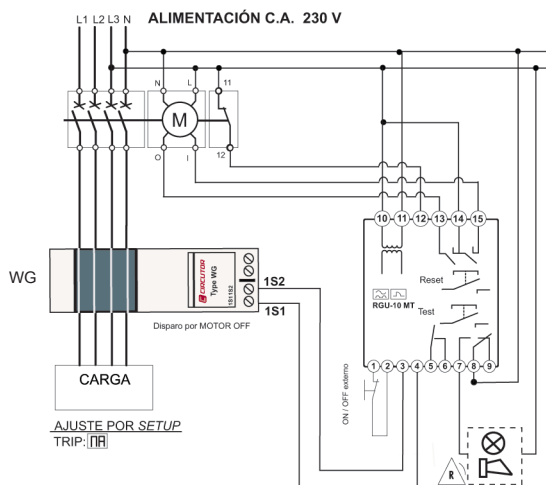 ALIMENTACIÓN C.A. 230 V
L1 L2 L3 N
N L 11
M
O I 12
10 11 12 13 14 15
WG
CIRCUTOR
Type WG
1S11S2
1S2
1S1
Disparo por MOTOR OFF
Reset
RGU-10 MT
Test
1 2 3 4 5 6 7 8 9
ON / OFF externo
CARGA
AJUSTE POR SETUP
TRIP:
R